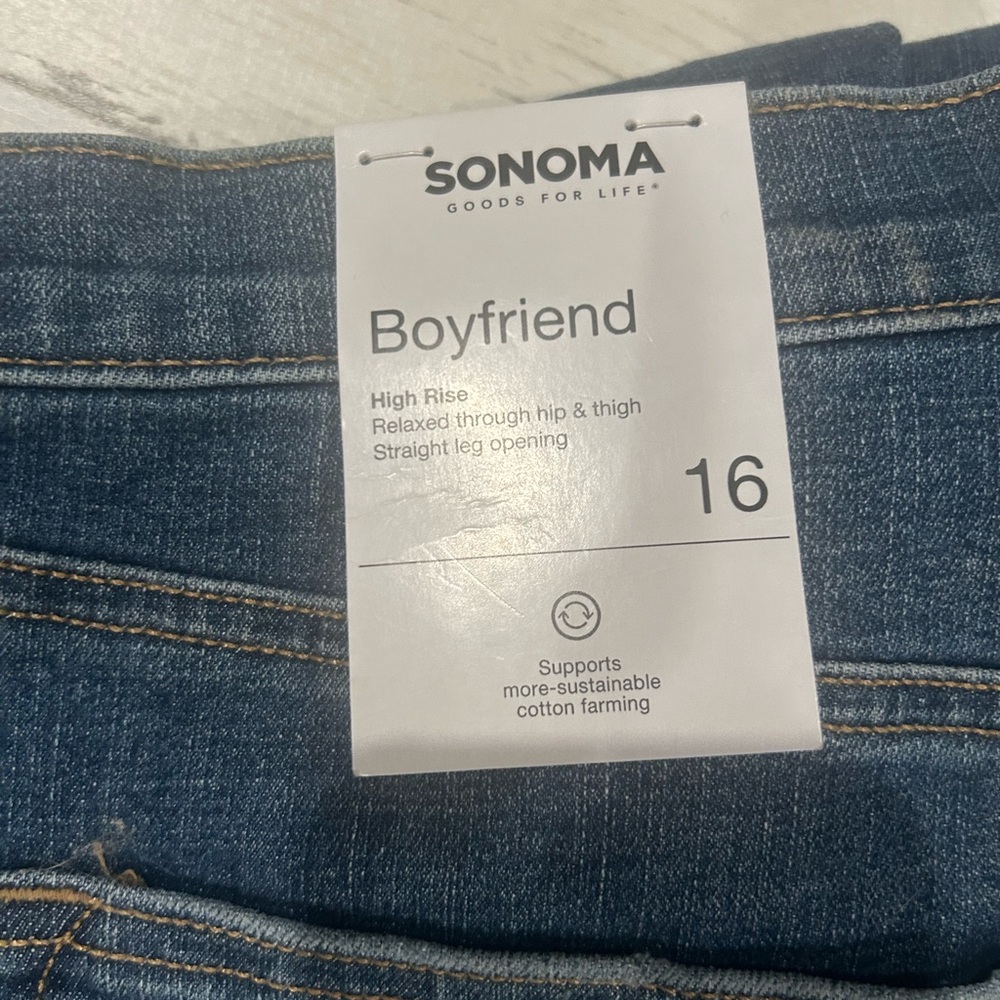 SONOMA
GOODS FOR LIFE®
Boyfriend
High Rise
Relaxed through hip & thigh
Straight leg opening
16
Supports
more-sustainable
cotton farming